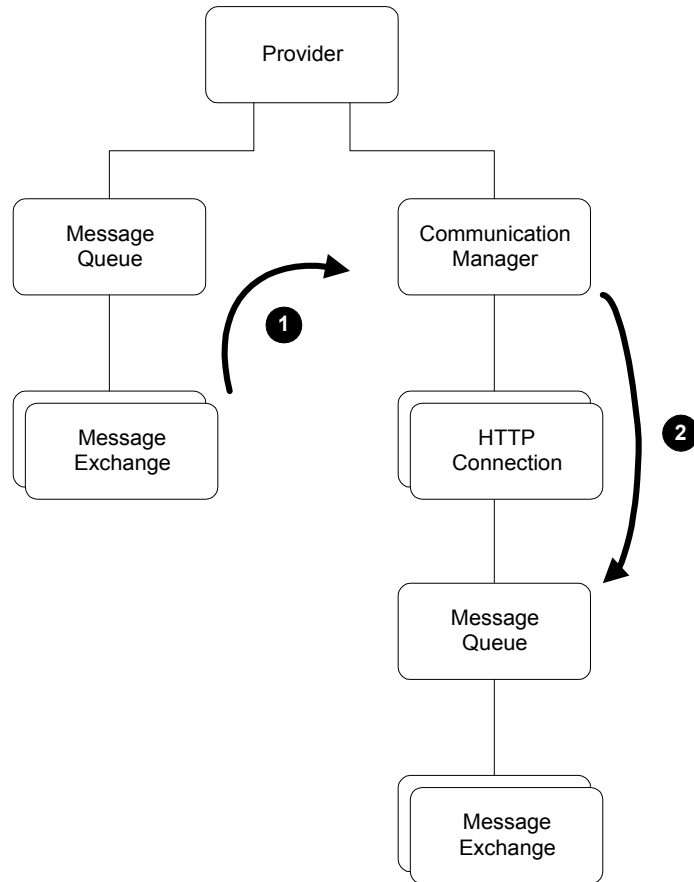 Provider
Message
Queue
Communication
Manager
1
Message
Exchange
HTTP
Connection
2
Message
Queue
Message
Exchange